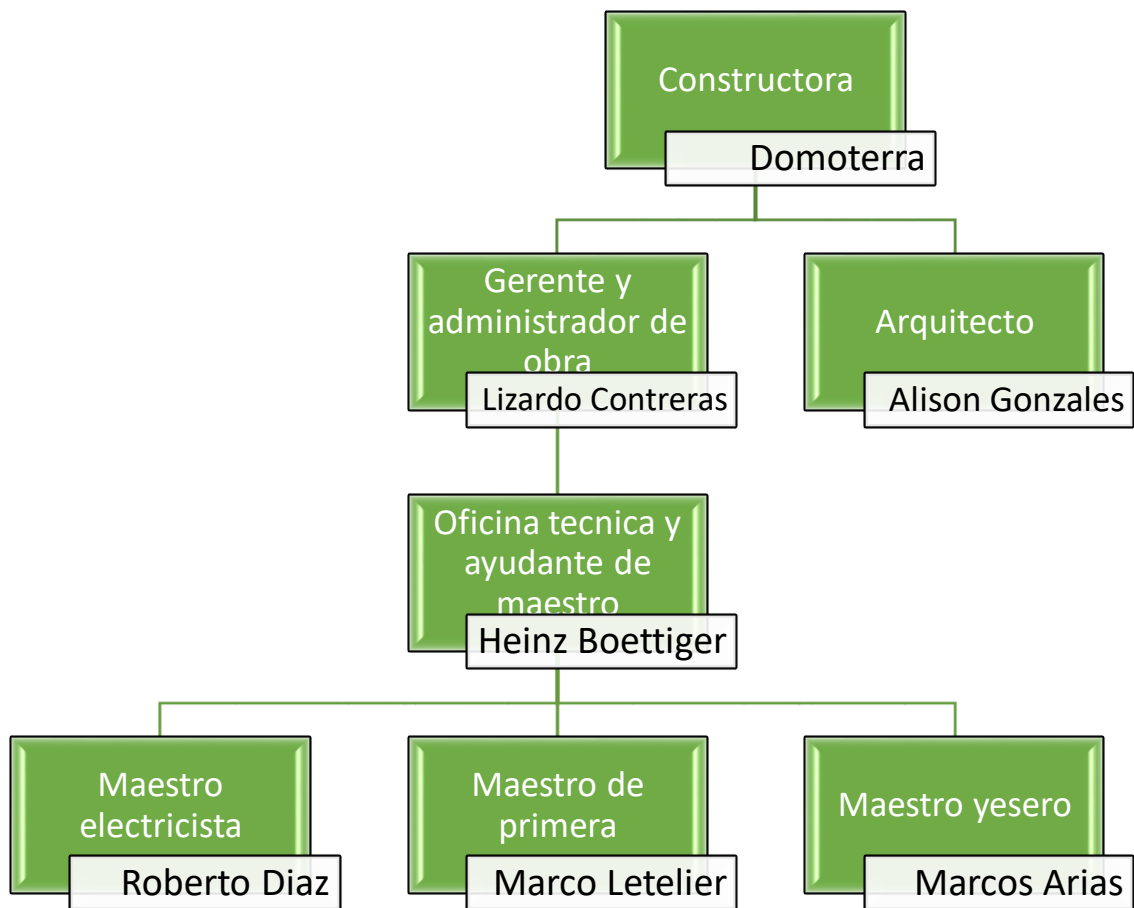 Constructora
Domoterra
Gerente y
administrador de
obra
Lizardo Contreras
Arquitecto
Alison Gonzales
Oficina tecnica y
ayudante de
maestro
Heinz Boettiger
Maestro
electricista
Roberto Diaz
Maestro de
primera
Marco Letelier
Maestro yesero
Marcos Arias